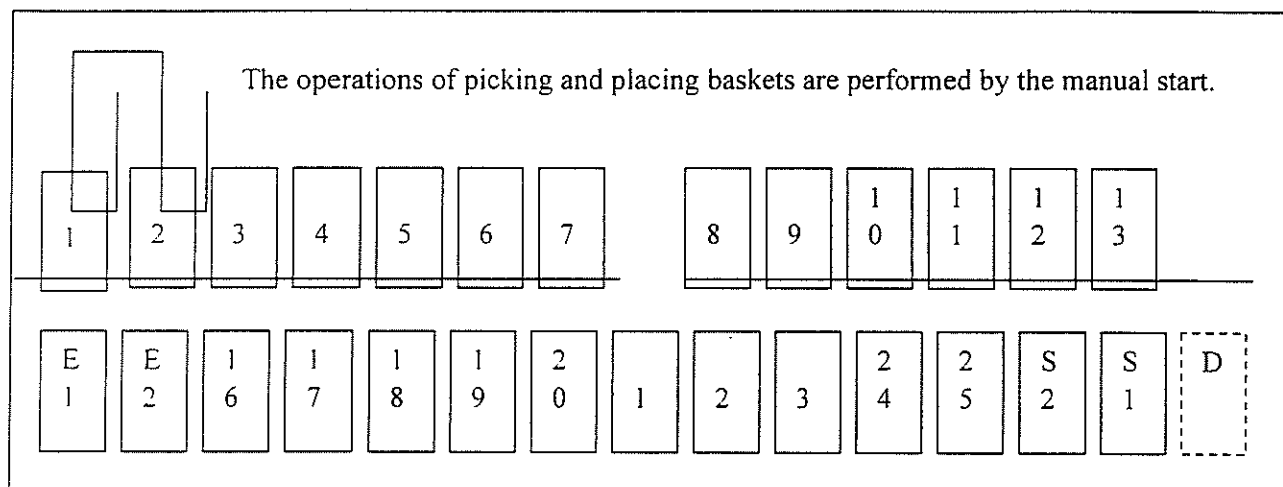 The operations of picking and placing baskets are performed by the manual start.
1 2 3 4 5 6 7 8 9 10 11 12 13
E1 E2 16 17 18 19 20 1 2 3 24 25 S2 S1 D